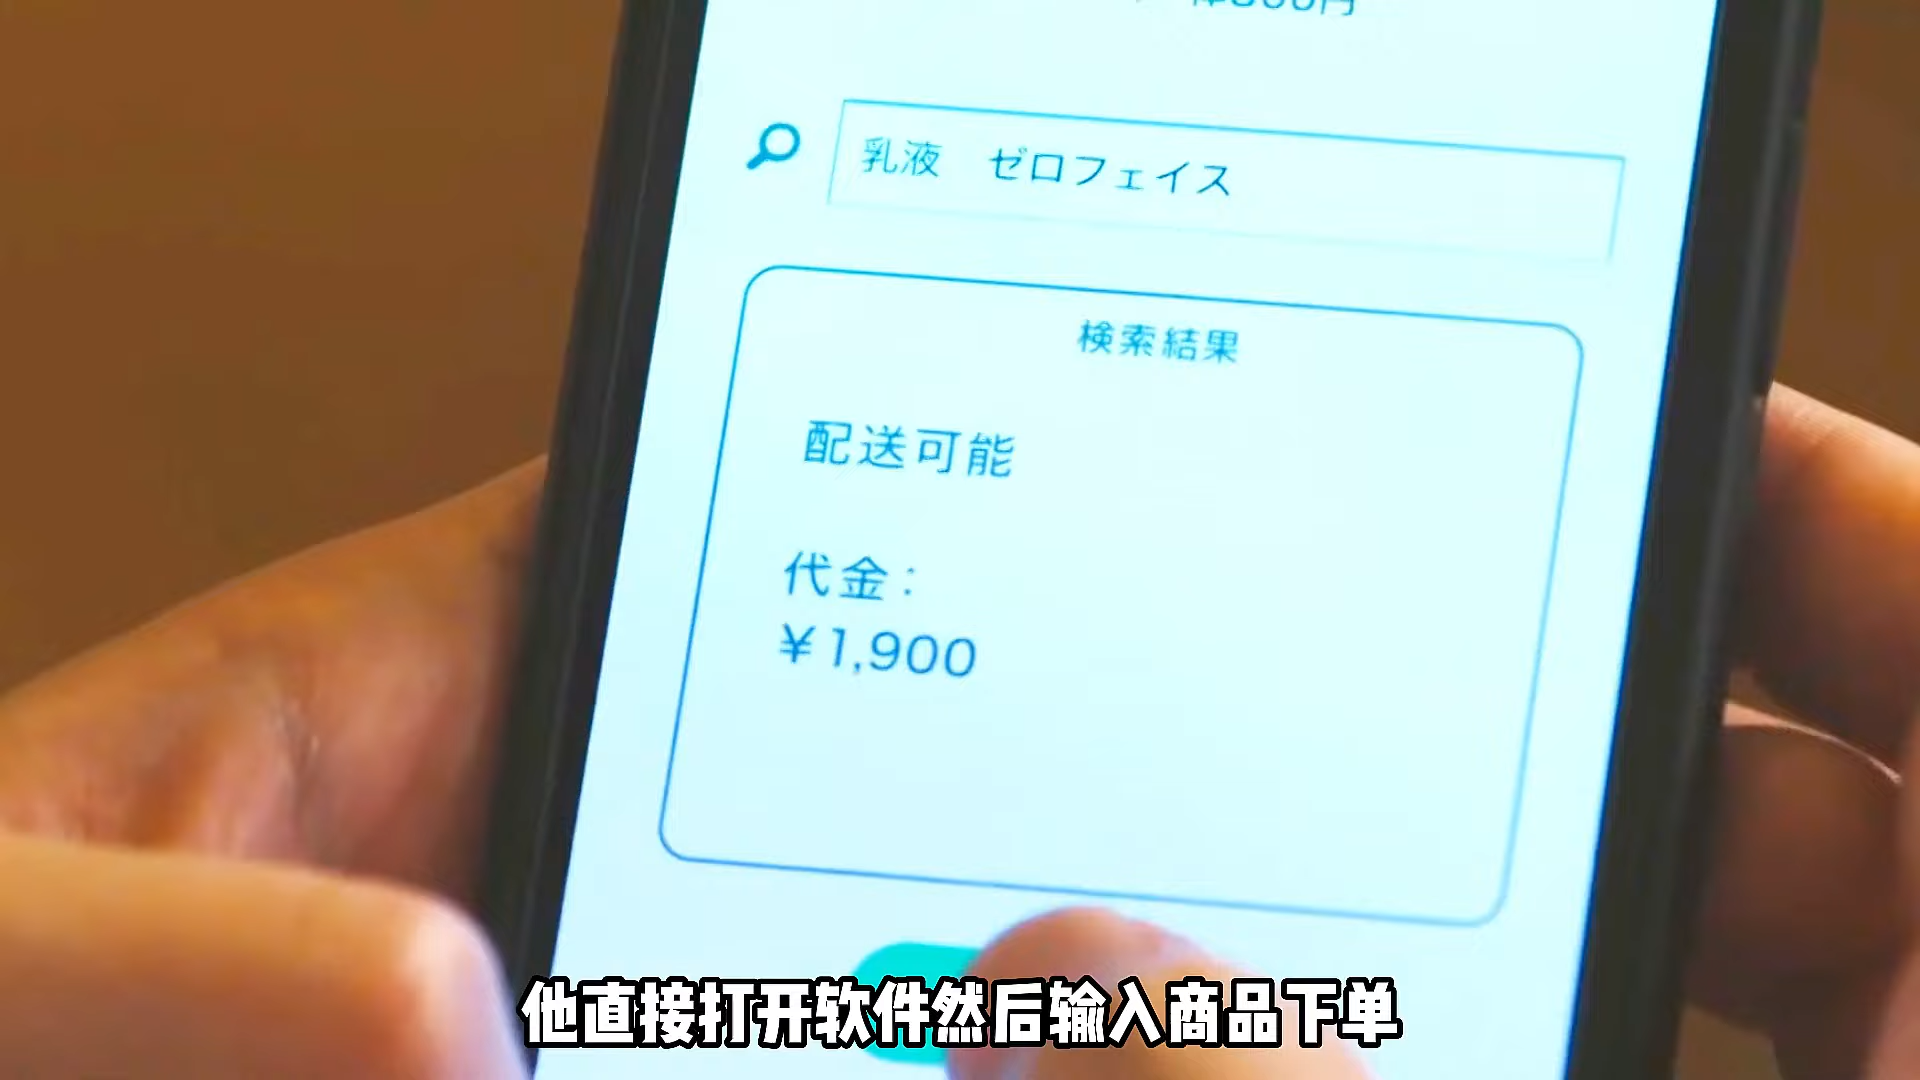 乳液　ゼロフェイス
検索結果
配送可能
代金：
￥1,900
他直接打开软件然后输入商品下单